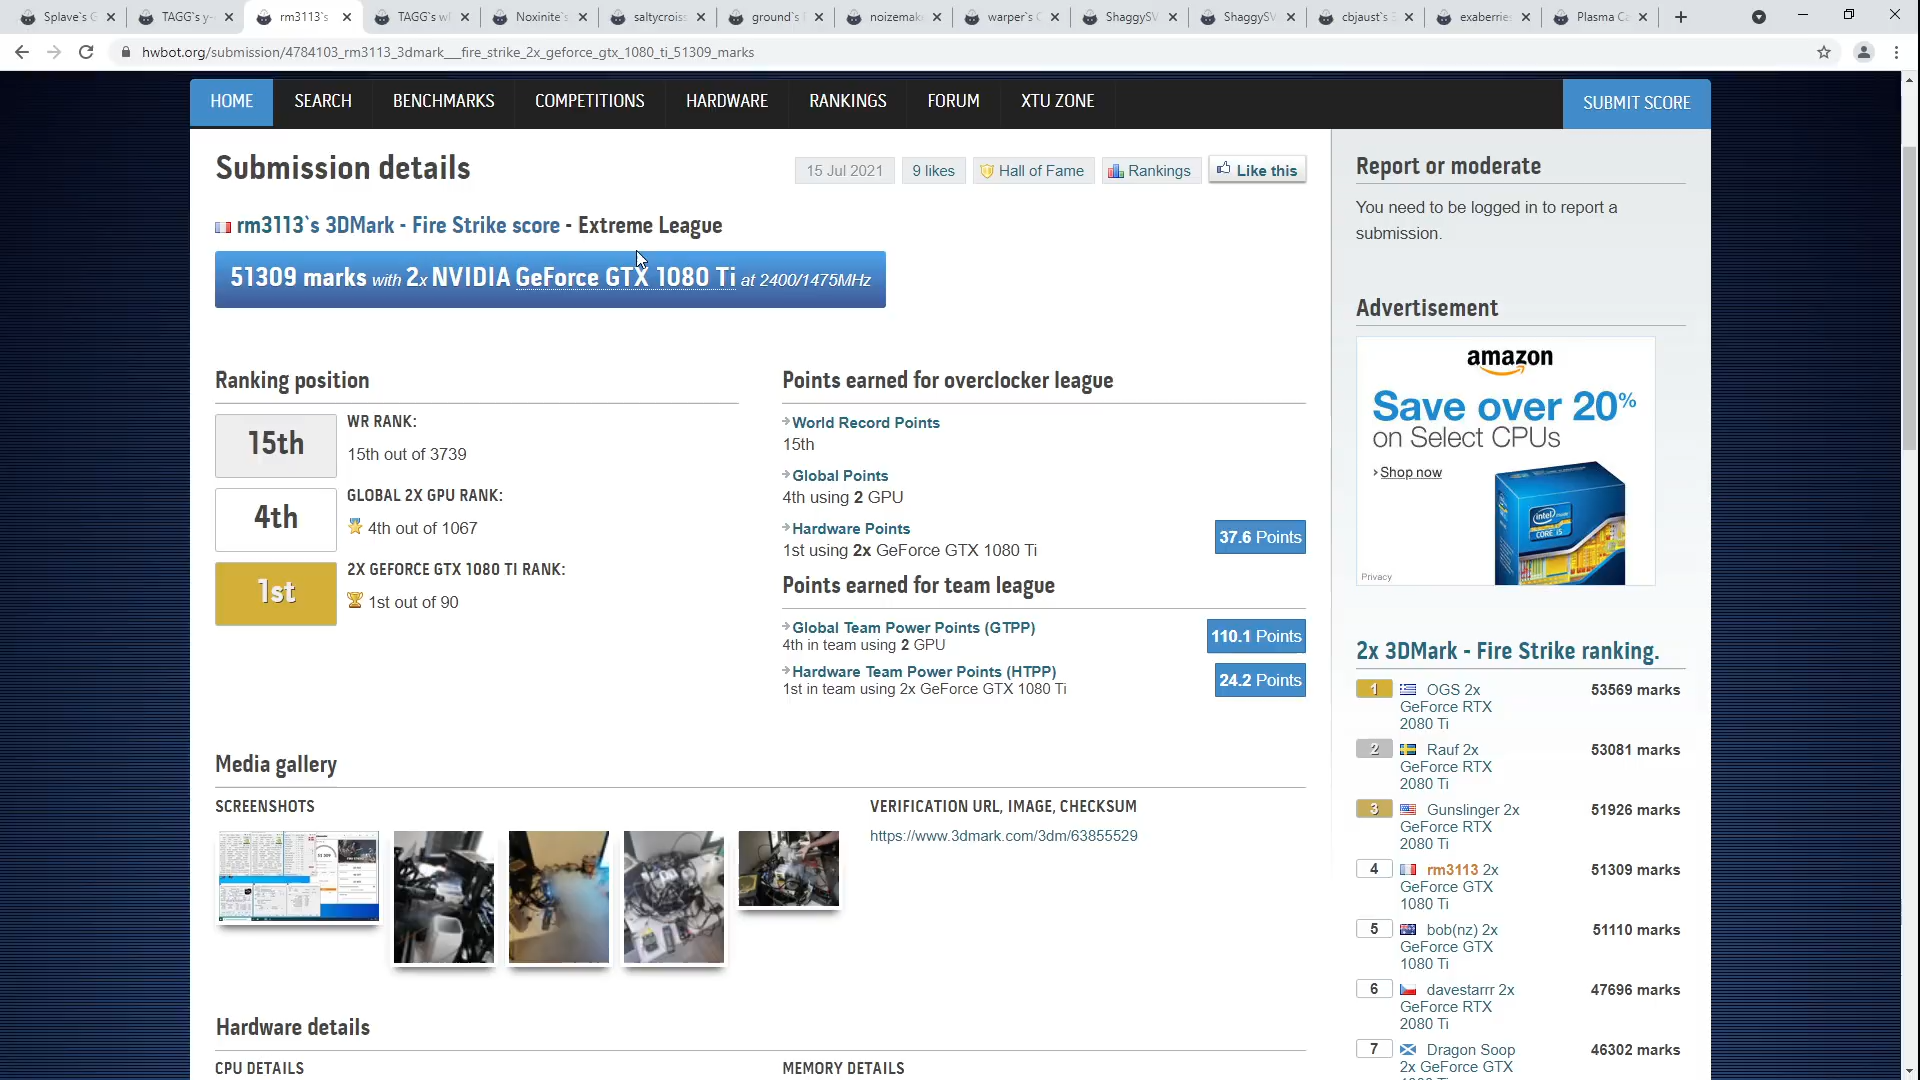 Splave's G
TAGG's y-
rm3113's
TAGG's wl
Noxinite's
saltycrois
ground's
noizemak
warper's C
ShaggySV
ShaggySV
cbjaust's
exaberrie
Plasma C
hwbot.org/submission/4784103_rm3113_3dmark___fire_strike_2x_geforce_gtx_1080_ti_51309_marks
HOME
SEARCH
BENCHMARKS
COMPETITIONS
HARDWARE
RANKINGS
FORUM
XTU ZONE
SUBMIT SCORE
Submission details
15 Jul 2021
9 likes
Hall of Fame
Rankings
Like this
rm3113`s 3DMark - Fire Strike score - Extreme League
51309 marks with 2x NVIDIA GeForce GTX 1080 Ti at 2400/1475MHz
Ranking position
15th
WR RANK:
15th out of 3739
4th
GLOBAL 2X GPU RANK:
4th out of 1067
1st
2X GEFORCE GTX 1080 TI RANK:
1st out of 90
Points earned for overclocker league
World Record Points
15th
Global Points
4th using 2 GPU
Hardware Points
1st using 2x GeForce GTX 1080 Ti
37.6 Points
Points earned for team league
Global Team Power Points (GTPP)
4th in team using 2 GPU
110.1 Points
Hardware Team Power Points (HTPP)
1st in team using 2x GeForce GTX 1080 Ti
24.2 Points
Media gallery
SCREENSHOTS
VERIFICATION URL, IMAGE, CHECKSUM
https://www.3dmark.com/3dm/63855529
Hardware details
CPU DETAILS
MEMORY DETAILS
Report or moderate
You need to be logged in to report a
submission.
Advertisement
amazon
Save over 20%
on Select CPUs
Shop now
intel
CORE i5
Privacy
2x 3DMark - Fire Strike ranking.
1 OGS 2x 53569 marks
GeForce RTX
2080 Ti
2 Rauf 2x 53081 marks
GeForce RTX
2080 Ti
3 Gunslinger 2x 51926 marks
GeForce RTX
2080 Ti
4 rm3113 2x 51309 marks
GeForce GTX
1080 Ti
5 bob(nz) 2x 51110 marks
GeForce GTX
1080 Ti
6 davestarrr 2x 47696 marks
GeForce RTX
2080 Ti
7 Dragon Soop 46302 marks
2x GeForce GTX